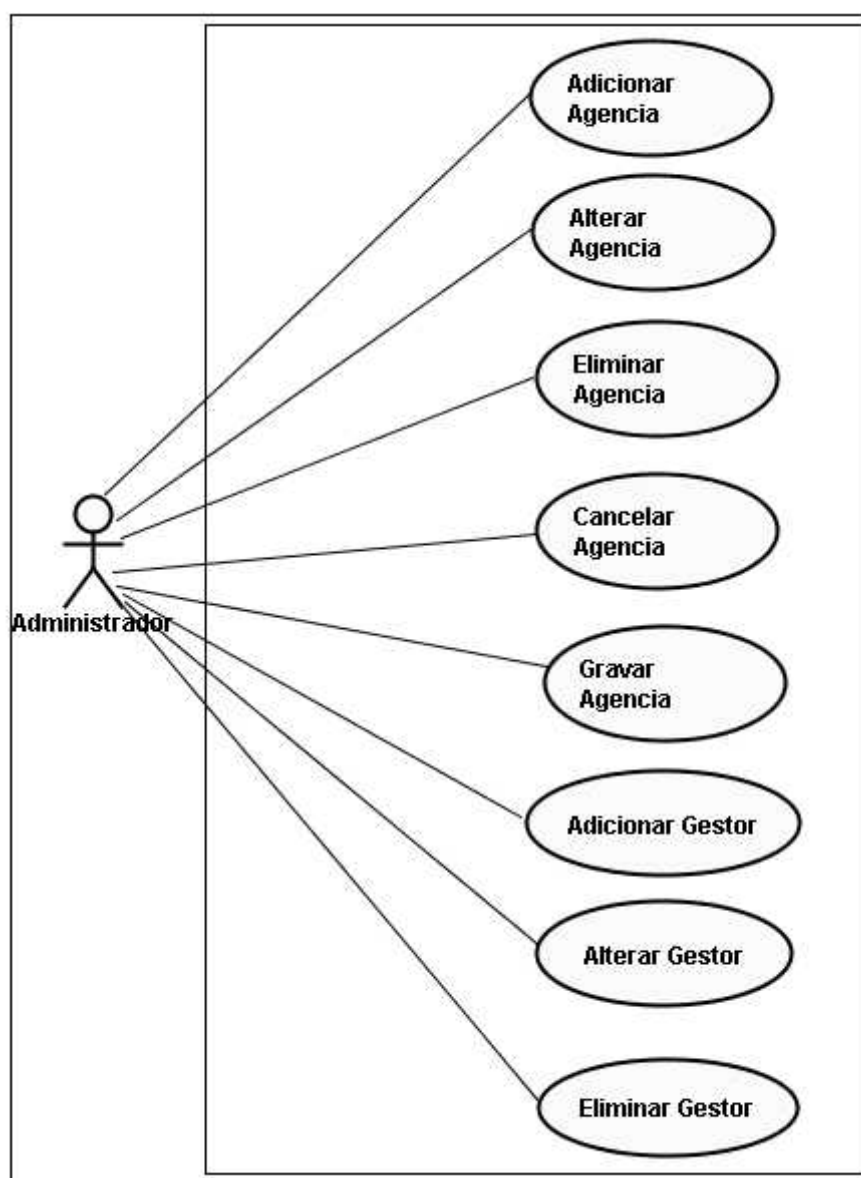 Adicionar
Agencia
Alterar
Agencia
Eliminar
Agencia
Cancelar
Agencia
Administrador
Gravar
Agencia
Adicionar Gestor
Alterar Gestor
Eliminar Gestor